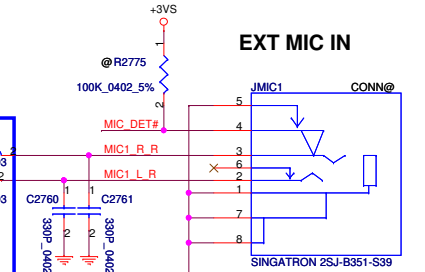 +3VS
EXT MIC IN
1
@ R2775
100K_0402_5%
2
JMIC1 CONN@
5
MIC_DET# 4
2 MIC1_R_R 3
6
MIC1_L_R 2
1
C2760 1 1 C2761
2 2
7
8
330P_0402
330P_0402
SINGATRON 2SJ-B351-S39